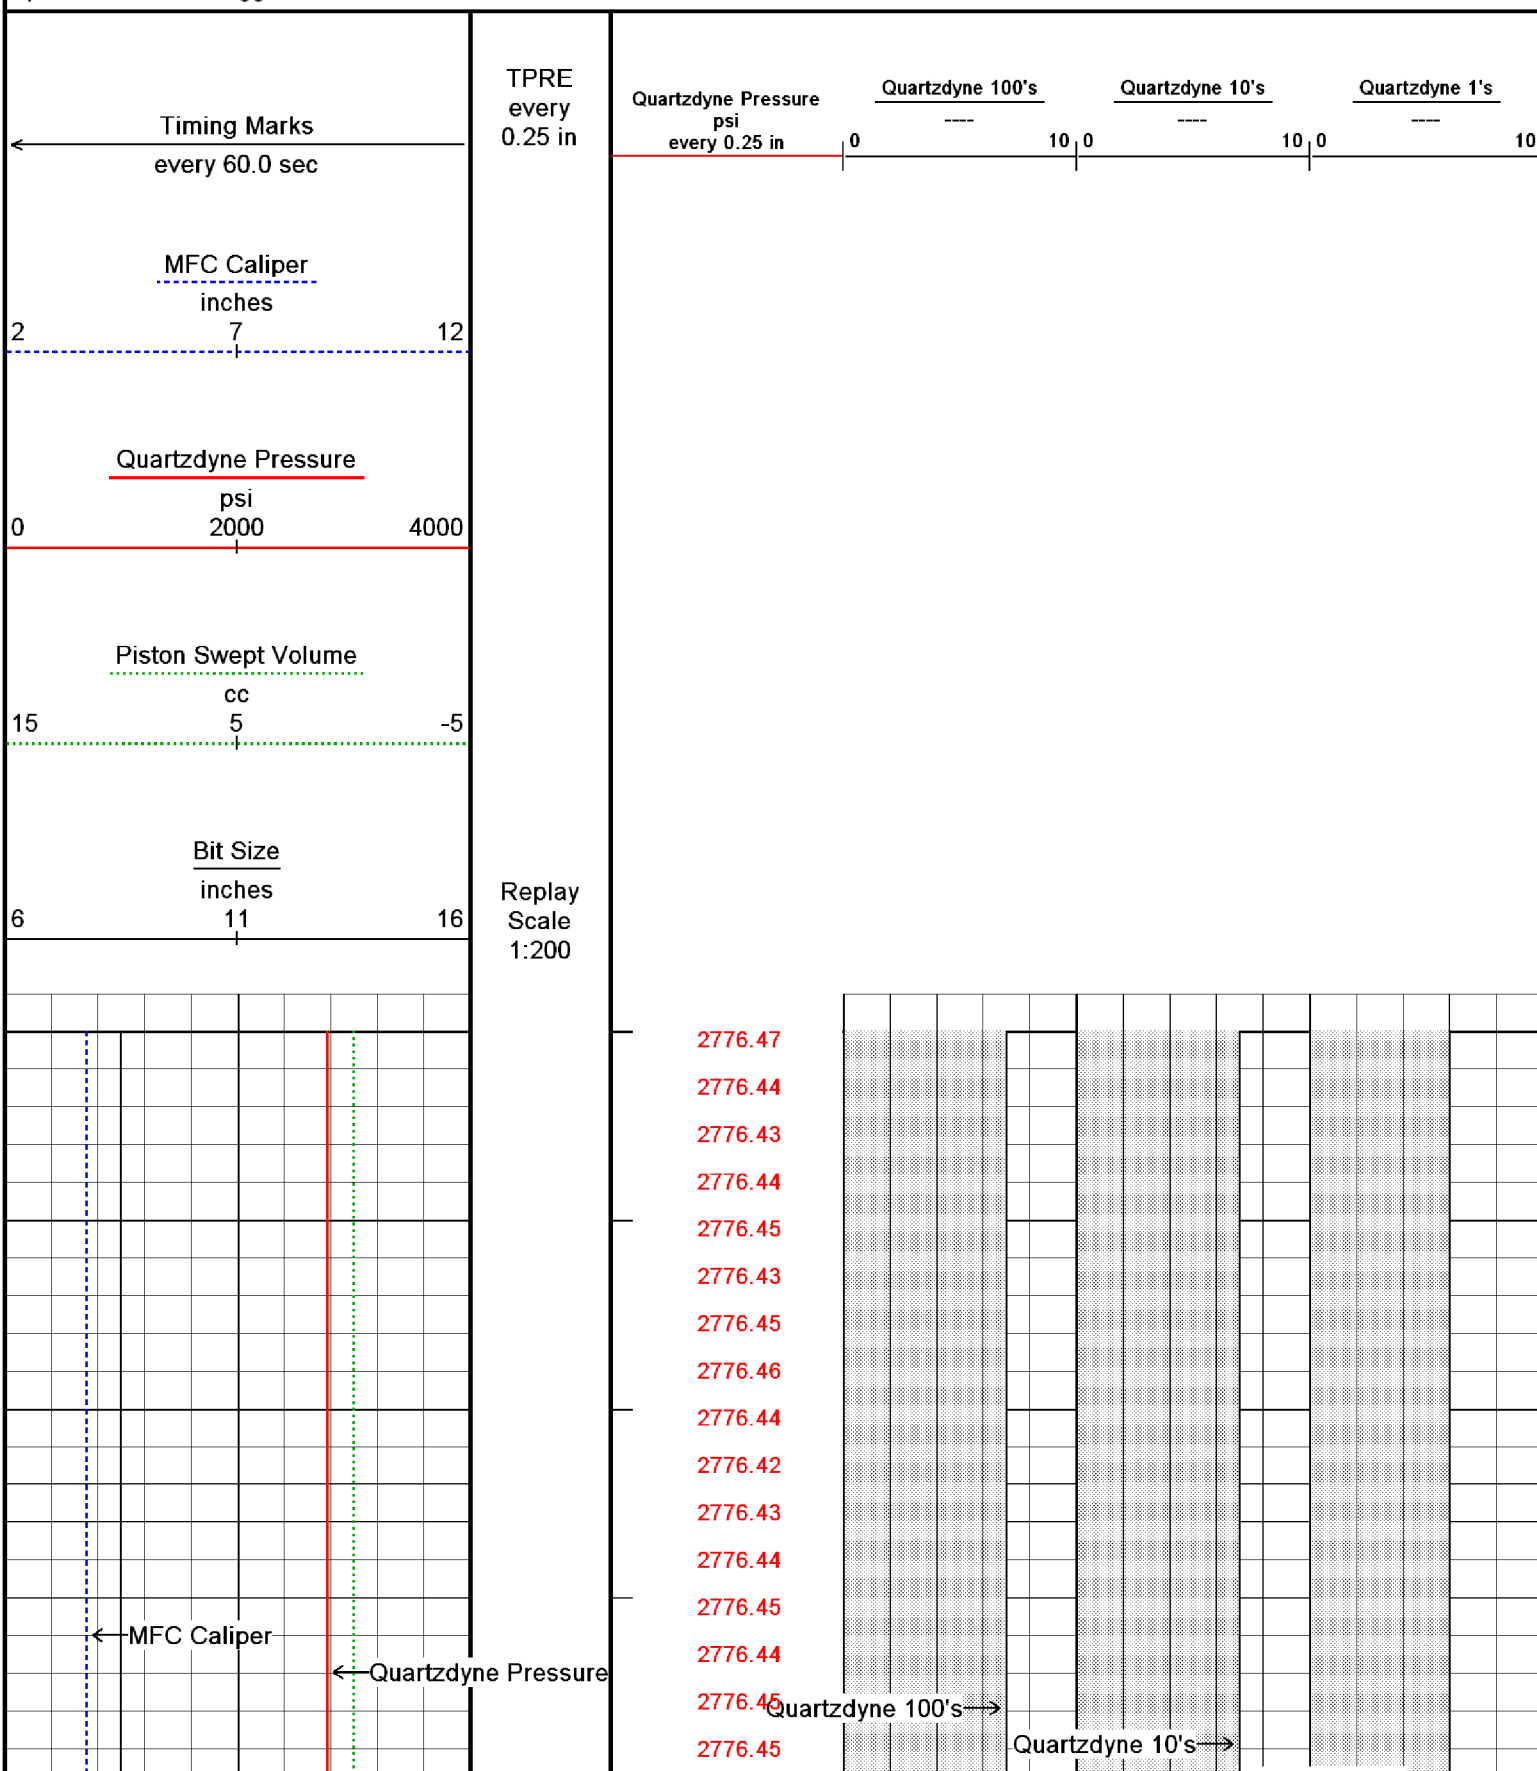 Timing Marks
every 60.0 sec
MFC Caliper
inches
2 7 12
Quartzdyne Pressure
psi
0 2000 4000
Piston Swept Volume
cc
15 5 -5
Bit Size
inches
6 11 16
TPRE
every
0.25 in
Replay
Scale
1:200
Quartzdyne Pressure
psi
every 0.25 in
Quartzdyne 100's
----
0 10
Quartzdyne 10's
----
0 10
Quartzdyne 1's
----
0 10
2776.47
2776.44
2776.43
2776.44
2776.45
2776.43
2776.45
2776.46
2776.44
2776.42
2776.43
2776.44
2776.45
2776.44
2776.45
2776.45
MFC Caliper
Quartzdyne Pressure
Quartzdyne 100's
Quartzdyne 10's